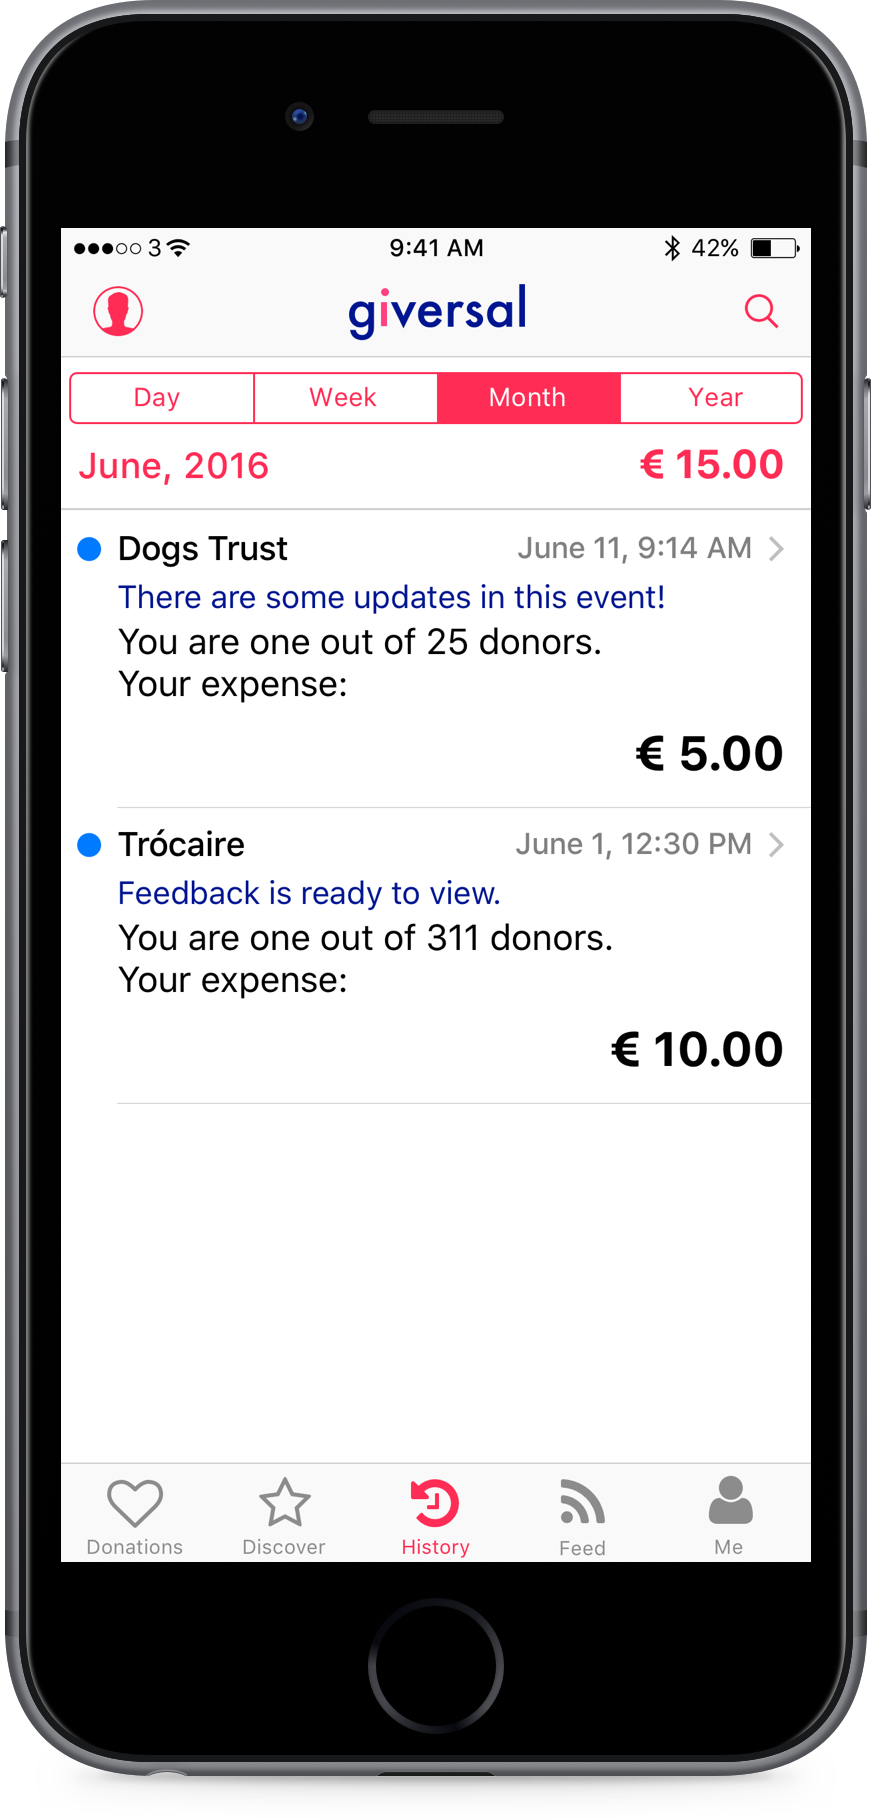 3 9:41 AM 42%
giversal
Day Week Month Year
June, 2016 € 15.00
Dogs Trust June 11, 9:14 AM
There are some updates in this event!
You are one out of 25 donors.
Your expense:
€ 5.00
Trócaire June 1, 12:30 PM
Feedback is ready to view.
You are one out of 311 donors.
Your expense:
€ 10.00
Donations Discover History Feed Me